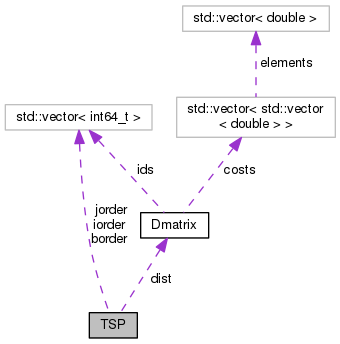 std::vector< double >
elements
std::vector< int64_t >
std::vector< std::vector
< double > >
ids
costs
jorder
iorder
border
Dmatrix
dist
TSP